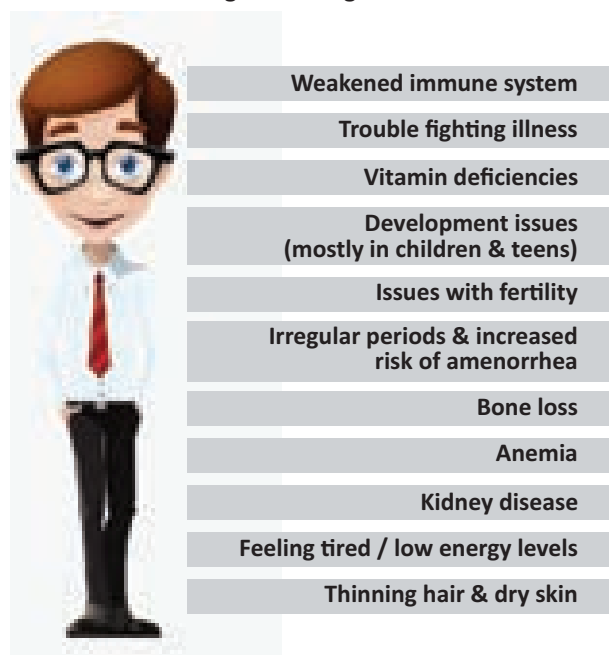 Weakened immune system
Trouble fighting illness
Vitamin deficiencies
Development issues
(mostly in children & teens)
Issues with fertility
Irregular periods & increased
risk of amenorrhea
Bone loss
Anemia
Kidney disease
Feeling tired / low energy levels
Thinning hair & dry skin